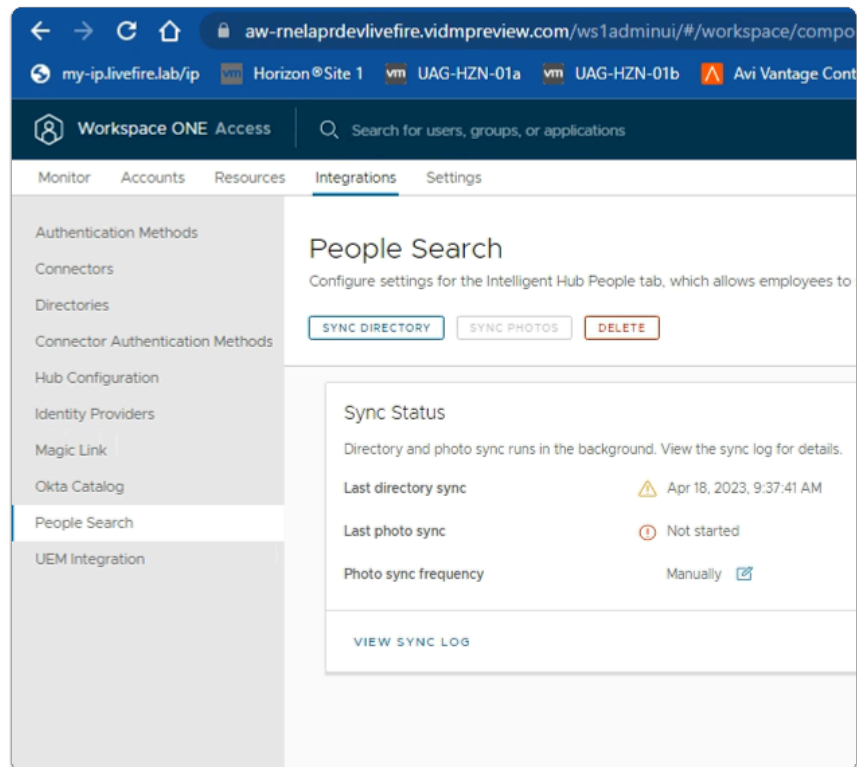 aw-rnelaprdevlivefire.vidmpreview.com/ws1adminui/#/workspace/compo
my-ip.livefire.lab/ip vm Horizon®Site 1 vm UAG-HZN-01a vm UAG-HZN-01b Avi Vantage Cont
Workspace ONE Access Search for users, groups, or applications
Monitor Accounts Resources Integrations Settings
Authentication Methods
Connectors
Directories
Connector Authentication Methods
Hub Configuration
Identity Providers
Magic Link
Okta Catalog
People Search
UEM Integration
People Search
Configure settings for the Intelligent Hub People tab, which allows employees to
SYNC DIRECTORY SYNC PHOTOS DELETE
Sync Status
Directory and photo sync runs in the background. View the sync log for details.
Last directory sync Apr 18, 2023, 9:37:41 AM
Last photo sync Not started
Photo sync frequency Manually
VIEW SYNC LOG